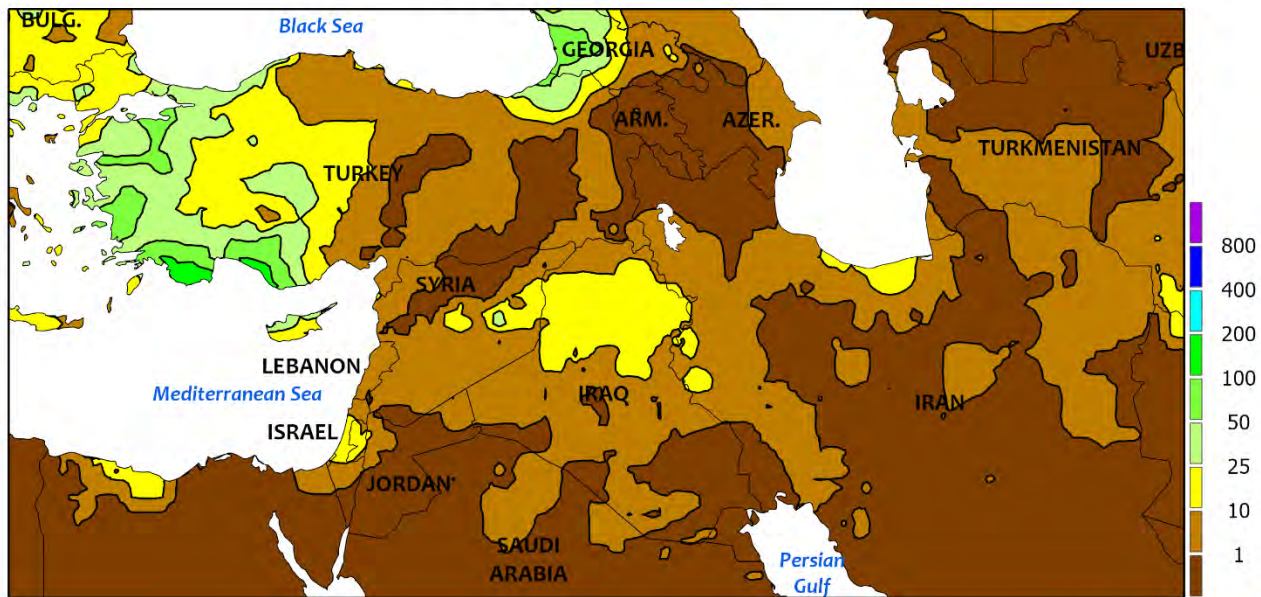 BULG.
Black Sea
GEORGIA
UZB
ARM.
AZER.
TURKEY
TURKMENISTAN
SYRIA
LEBANON
Mediterranean Sea
IRAQ
IRAN
ISRAEL
JORDAN
SAUDI
ARABIA
Persian
Gulf
800
400
200
100
50
25
10
1